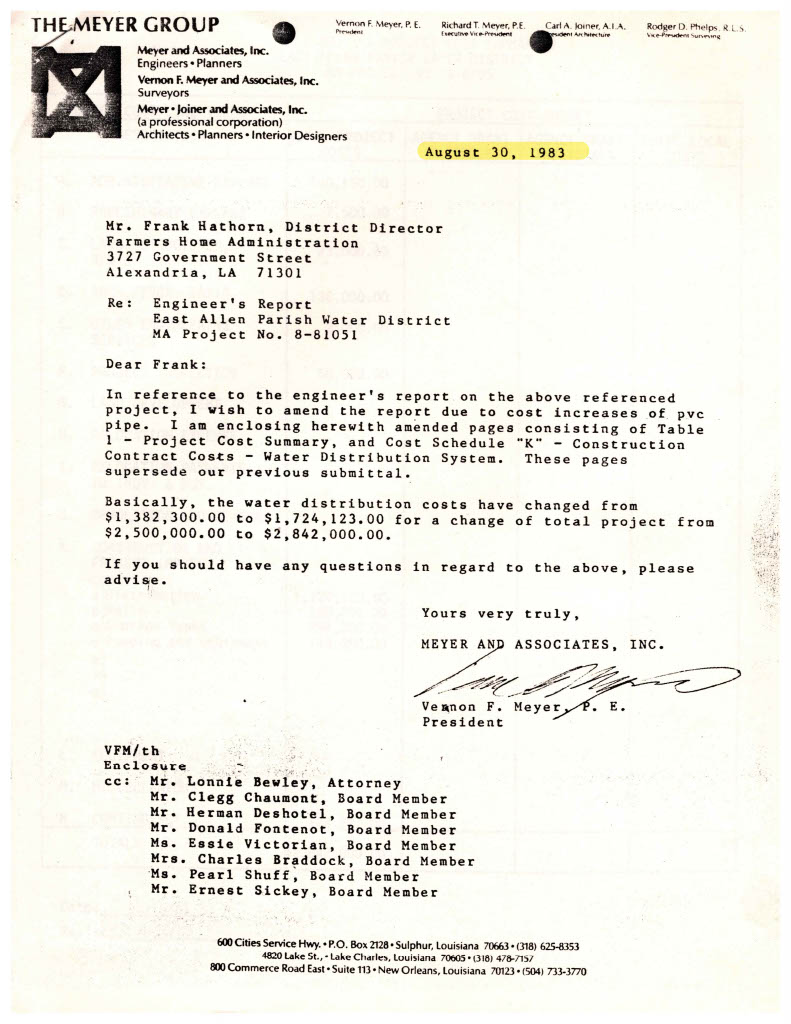 THE MEYER GROUP
Vernon F. Meyer, P. E.
President
Richard T. Meyer, P.E.
Executive Vice-President
Carl A. Joiner, A.I.A.
President Architecture
Rodger D. Phelps, R.L.S.
Vice-President Surveying
Meyer and Associates, Inc.
Engineers • Planners
Vernon F. Meyer and Associates, Inc.
Surveyors
Meyer • Joiner and Associates, Inc.
(a professional corporation)
Architects • Planners • Interior Designers
August 30, 1983
Mr. Frank Hathorn, District Director
Farmers Home Administration
3727 Government Street
Alexandria, LA 71301
Re: Engineer's Report
East Allen Parish Water District
MA Project No. 8-81051
Dear Frank:
In reference to the engineer's report on the above referenced
project, I wish to amend the report due to cost increases of pvc
pipe. I am enclosing herewith amended pages consisting of Table
1 - Project Cost Summary, and Cost Schedule "K" - Construction
Contract Costs - Water Distribution System. These pages
supersede our previous submittal.
Basically, the water distribution costs have changed from
$1,382,300.00 to $1,724,123.00 for a change of total project from
$2,500,000.00 to $2,842,000.00.
If you should have any questions in regard to the above, please
advise.
Yours very truly,
MEYER AND ASSOCIATES, INC.
Vernon F. Meyer, P. E.
President
VFM/th
Enclosure
cc: Mr. Lonnie Bewley, Attorney
Mr. Clegg Chaumont, Board Member
Mr. Herman Deshotel, Board Member
Mr. Donald Fontenot, Board Member
Ms. Essie Victorian, Board Member
Mrs. Charles Braddock, Board Member
Ms. Pearl Shuff, Board Member
Mr. Ernest Sickey, Board Member
600 Cities Service Hwy. • P.O. Box 2128 • Sulphur, Louisiana 70663 • (318) 625-8353
4820 Lake St., • Lake Charles, Louisiana 70605 • (318) 478-7157
800 Commerce Road East • Suite 113 • New Orleans, Louisiana 70123 • (504) 733-3770